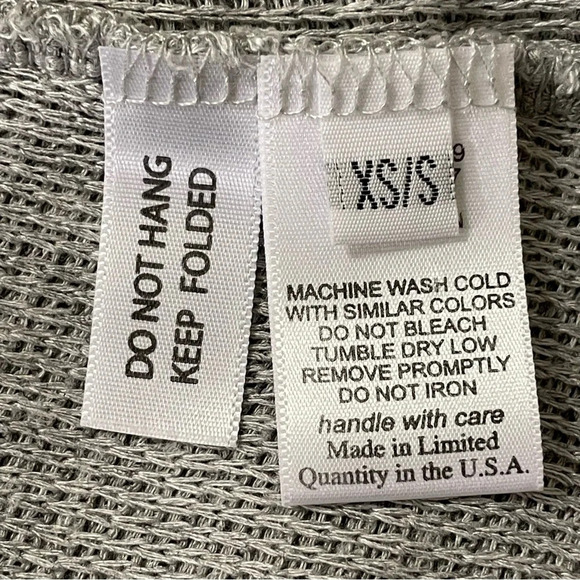 DO NOT HANG
KEEP FOLDED
XS/S
9
MACHINE WASH COLD
WITH SIMILAR COLORS
DO NOT BLEACH
TUMBLE DRY LOW
REMOVE PROMPTLY
DO NOT IRON
handle with care
Made in Limited
Quantity in the U.S.A.